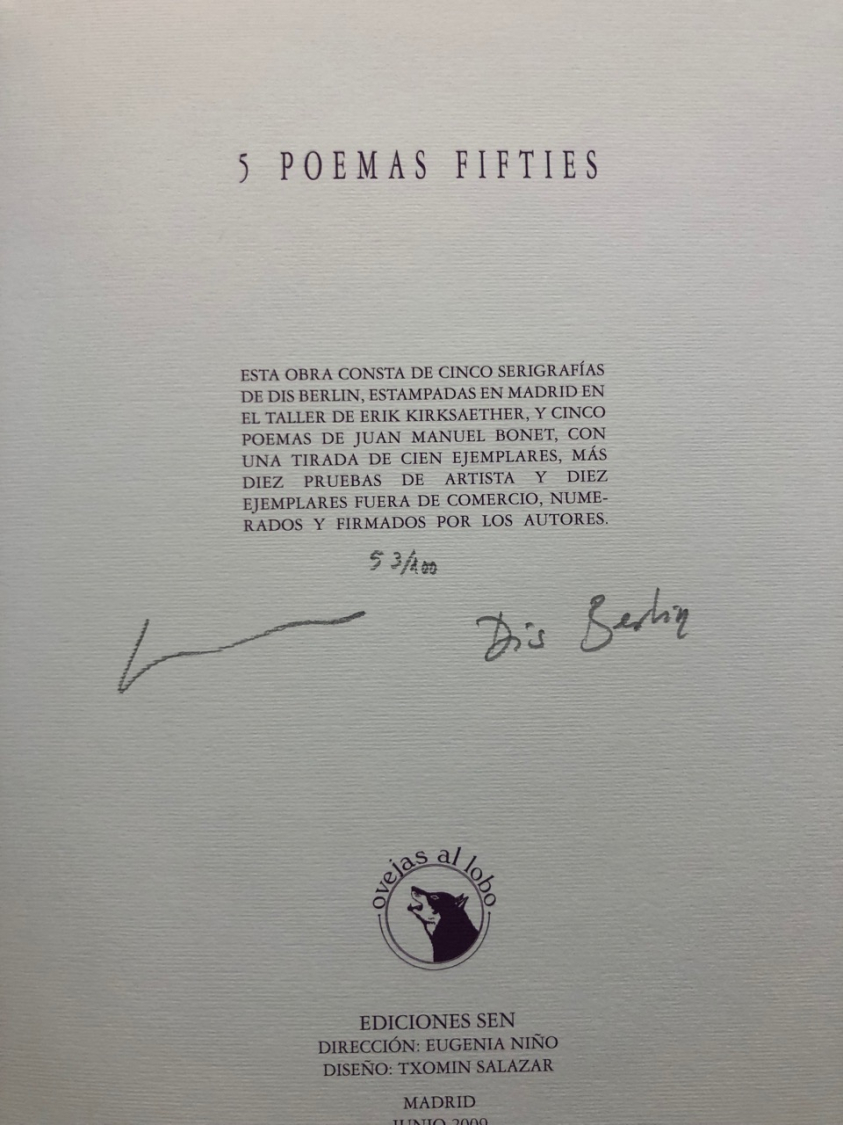 5 POEMAS FIFTIES
ESTA OBRA CONSTA DE CINCO SERIGRAFÍAS
DE DIS BERLIN, ESTAMPADAS EN MADRID EN
EL TALLER DE ERIK KIRKSAETHER, Y CINCO
POEMAS DE JUAN MANUEL BONET, CON
UNA TIRADA DE CIEN EJEMPLARES, MÁS
DIEZ PRUEBAS DE ARTISTA Y DIEZ
EJEMPLARES FUERA DE COMERCIO, NUME-
RADOS Y FIRMADOS POR LOS AUTORES.
53/100
Dis Berlin
ovejas al lobo
EDICIONES SEN
DIRECCIÓN: EUGENIA NIÑO
DISEÑO: TXOMIN SALAZAR
MADRID
JUNIO 2009